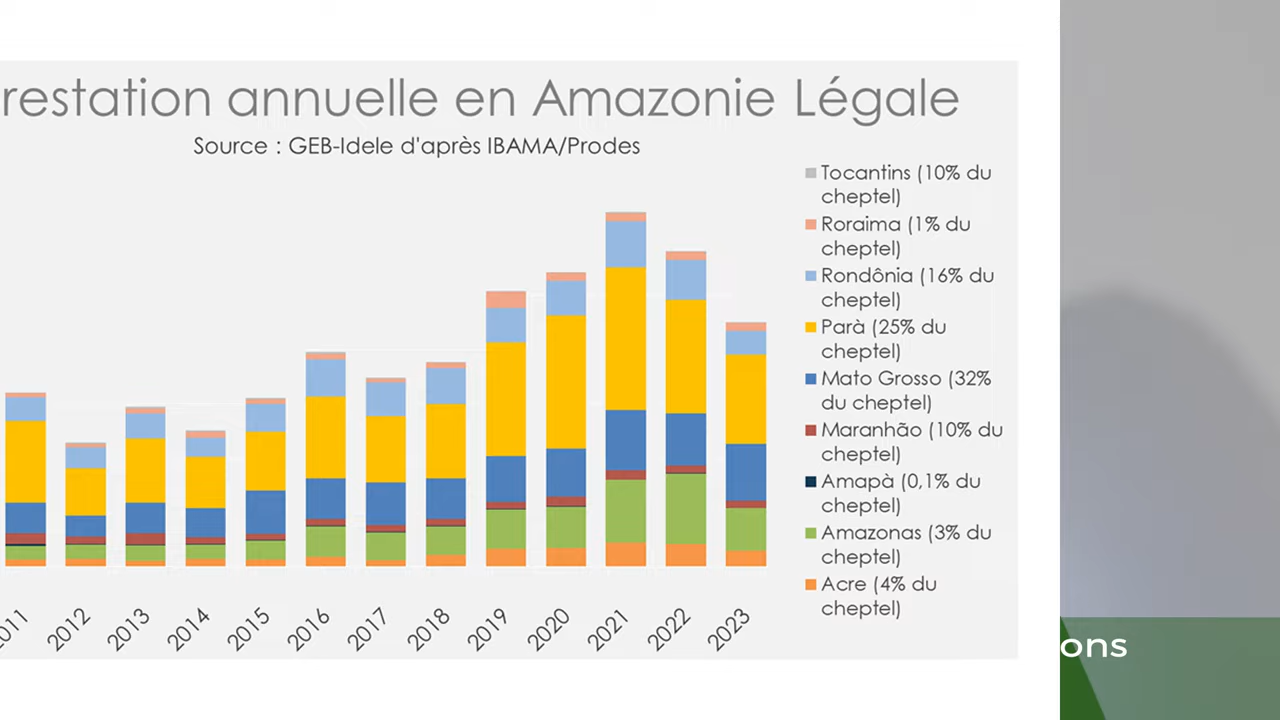 restation annuelle en Amazonie Légale
Source : GEB-Idele d'après IBAMA/Prodes
Tocantins (10% du
cheptel)
Roraima (1% du
cheptel)
Rondônia (16% du
cheptel)
Parà (25% du
cheptel)
Mato Grosso (32%
du cheptel)
Maranhão (10% du
cheptel)
Amapà (0,1% du
cheptel)
Amazonas (3% du
cheptel)
Acre (4% du
cheptel)
2011 2012 2013 2014 2015 2016 2017 2018 2019 2020 2021 2022 2023
ons